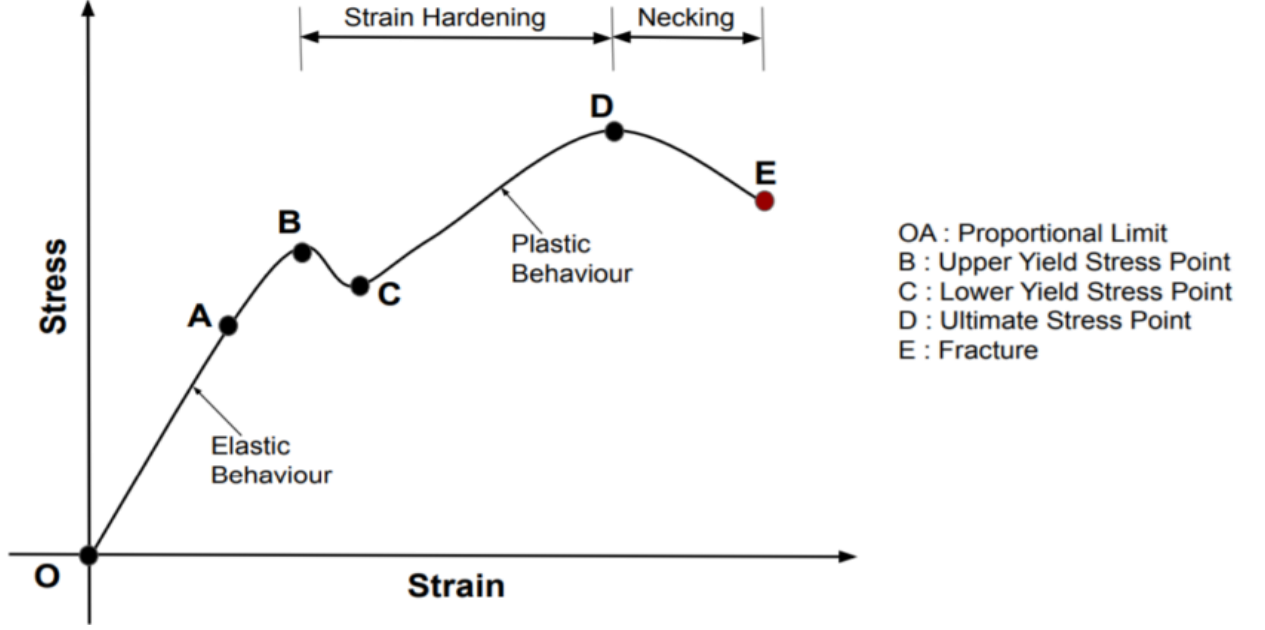 Strain Hardening
Necking
D
E
B
Plastic
Behaviour
C
A
Stress
Elastic
Behaviour
O
Strain
OA : Proportional Limit
B : Upper Yield Stress Point
C : Lower Yield Stress Point
D : Ultimate Stress Point
E : Fracture